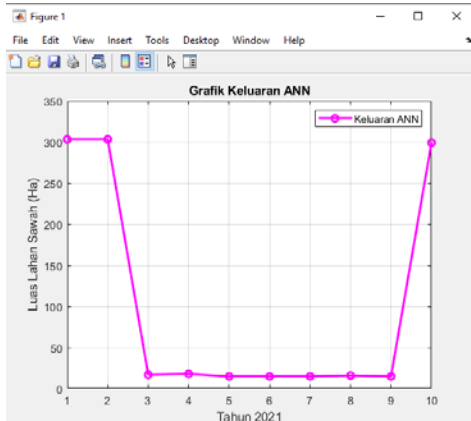 Figure 1
File Edit View Insert Tools Desktop Window Help
Grafik Keluaran ANN
Keluaran ANN
350
300
250
200
150
100
50
0
Luas Lahan Sawah (Ha)
1 2 3 4 5 6 7 8 9 10
Tahun 2021